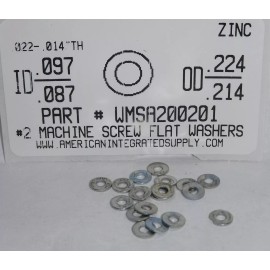 ZINC
.022-.014"TH
ID .097 OD .224
.087 .214
PART # WMSA200201
#2 MACHINE SCREW FLAT WASHERS
WWW.AMERICANINTEGRATEDSUPPLY.COM